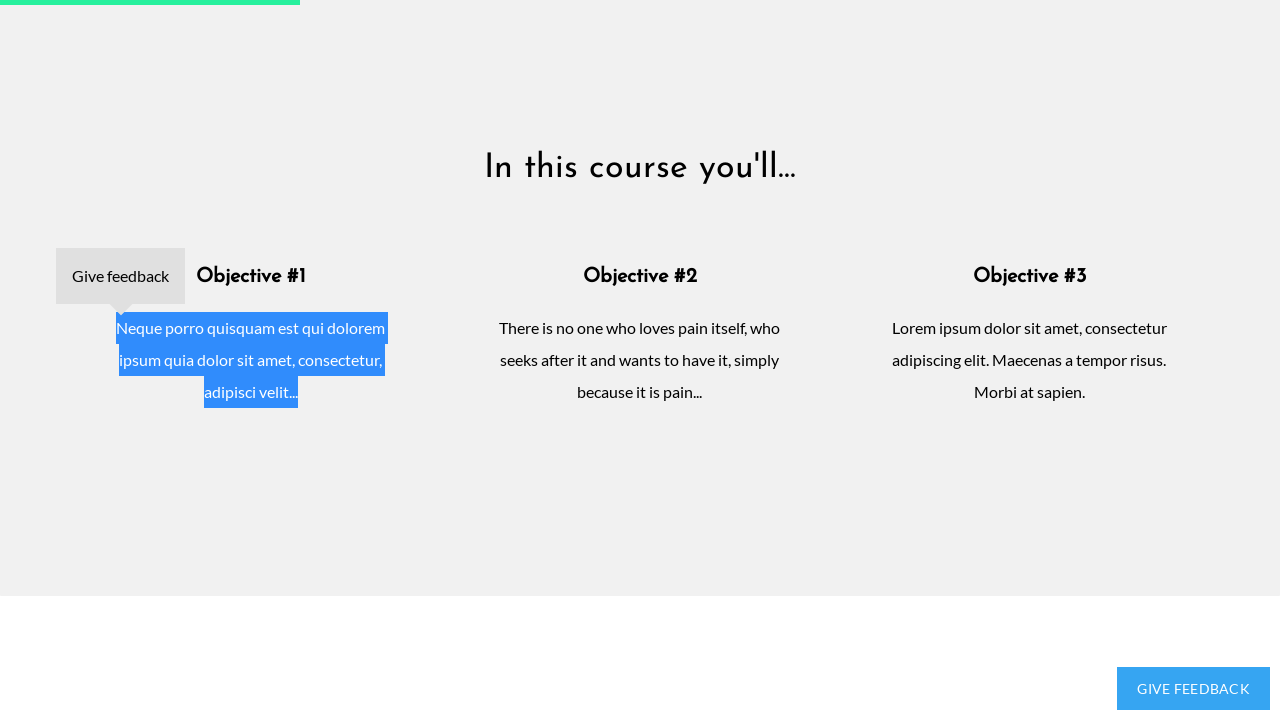 In this course you'll...
Give feedback
Objective #1
Neque porro quisquam est qui dolorem
ipsum quia dolor sit amet, consectetur,
adipisci velit...
Objective #2
There is no one who loves pain itself, who
seeks after it and wants to have it, simply
because it is pain...
Objective #3
Lorem ipsum dolor sit amet, consectetur
adipiscing elit. Maecenas a tempor risus.
Morbi at sapien.
GIVE FEEDBACK